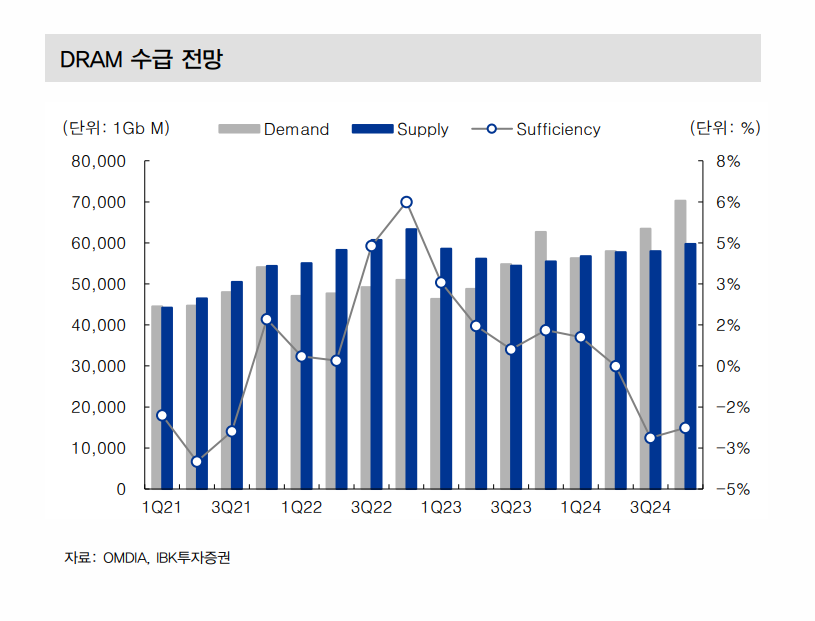 DRAM 수급 전망
(단위: 1Gb M) Demand Supply Sufficiency (단위: %)
80,000 8%
70,000 6%
60,000 5%
50,000 3%
40,000 2%
30,000 0%
20,000 -2%
10,000 -3%
0 -5%
1Q21 3Q21 1Q22 3Q22 1Q23 3Q23 1Q24 3Q24
자료: OMDIA, IBK투자증권